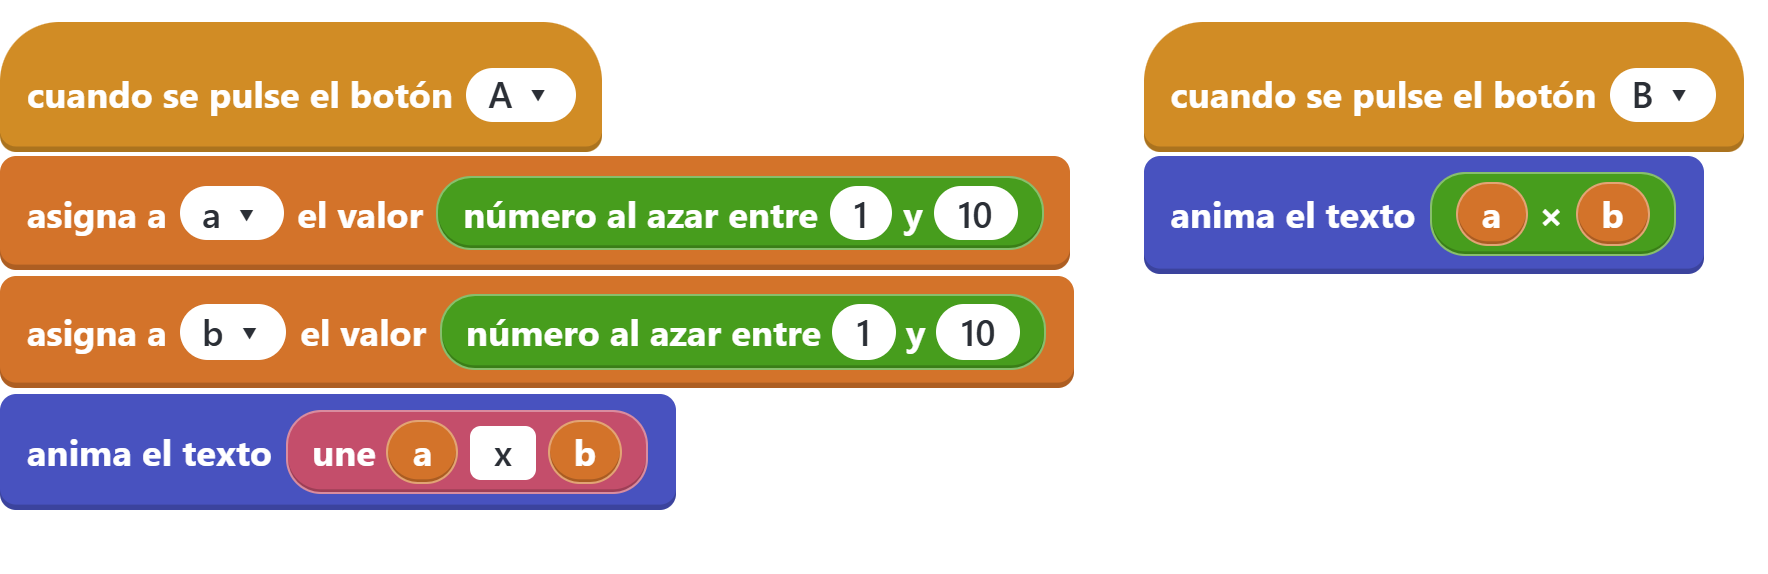 cuando se pulse el botón A
asigna a a el valor número al azar entre 1 y 10
asigna a b el valor número al azar entre 1 y 10
anima el texto une a x b
cuando se pulse el botón B
anima el texto a × b